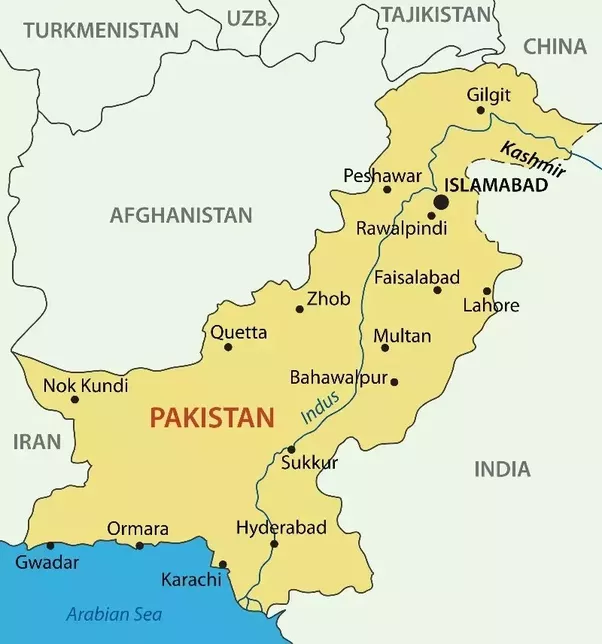 TURKMENISTAN
UZB.
TAJIKISTAN
CHINA
Gilgit
Kashmir
Peshawar
ISLAMABAD
AFGHANISTAN
Rawalpindi
Faisalabad
Zhob
Lahore
Quetta
Multan
Nok Kundi
Bahawalpur
PAKISTAN
Indus
IRAN
Sukkur
INDIA
Ormara
Hyderabad
Gwadar
Karachi
Arabian Sea